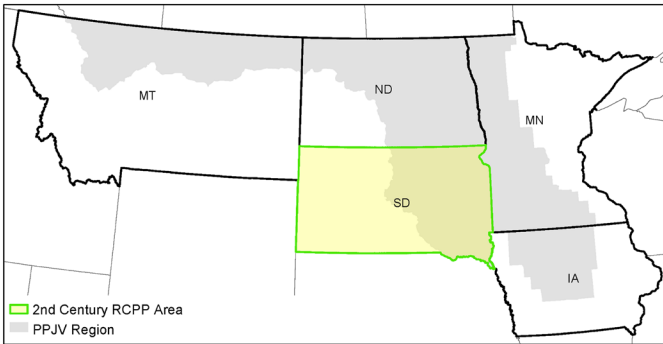 MT
ND
MN
SD
IA
2nd Century RCPP Area
PPJV Region